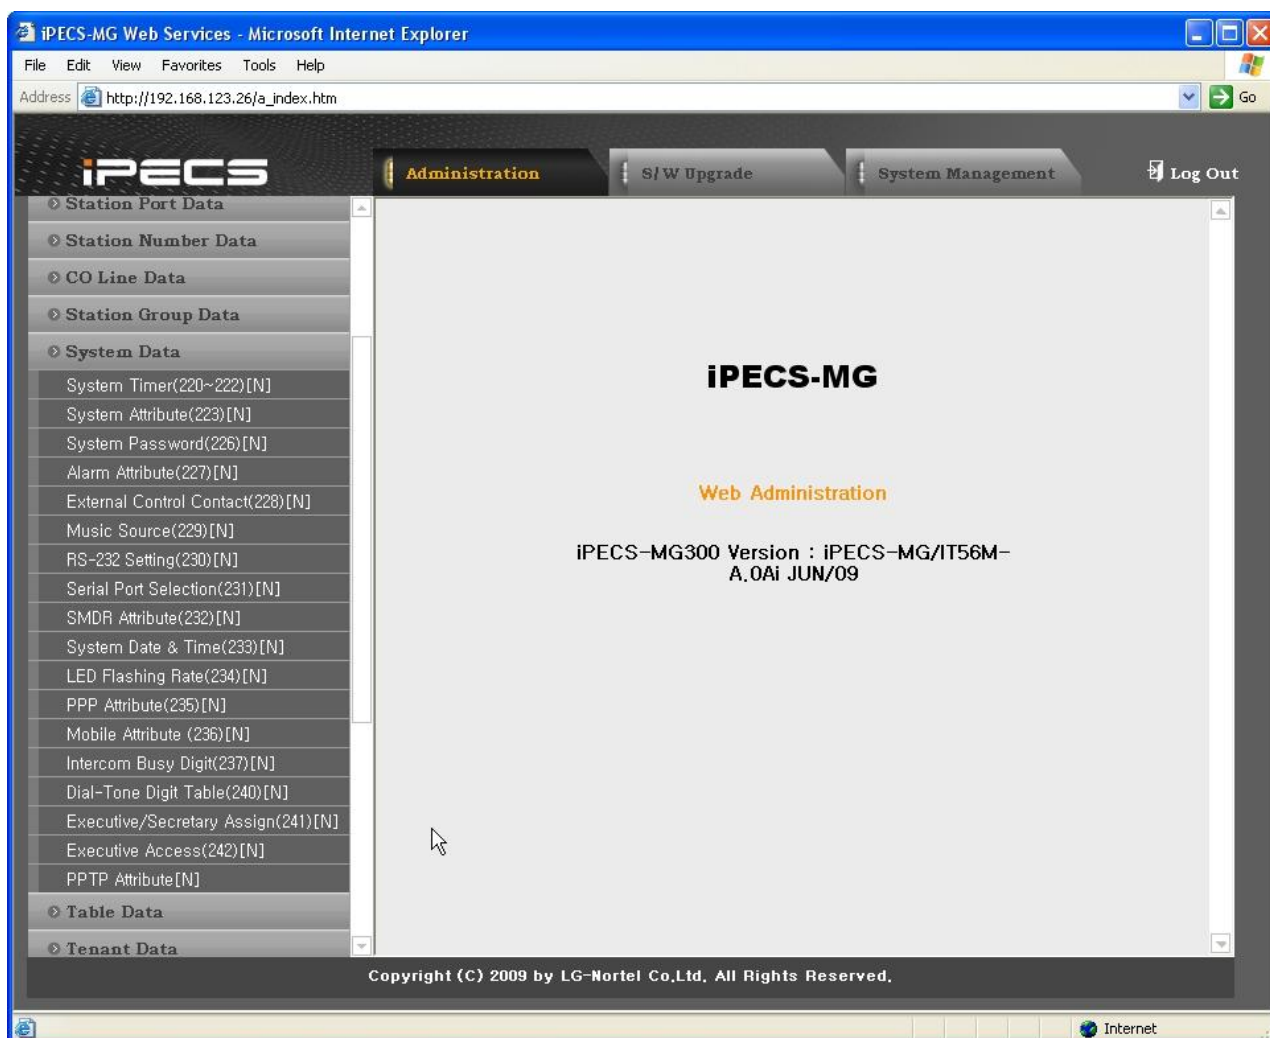 iPECS-MG Web Services - Microsoft Internet Explorer
File Edit View Favorites Tools Help
Address http://192.168.123.26/a_index.htm Go
iPECS Administration S/W Upgrade System Management Log Out
Station Port Data
Station Number Data
CO Line Data
Station Group Data
System Data
System Timer(220~222)[N]
System Attribute(223)[N]
System Password(226)[N]
Alarm Attribute(227)[N]
External Control Contact(228)[N]
Music Source(229)[N]
RS-232 Setting(230)[N]
Serial Port Selection(231)[N]
SMDR Attribute(232)[N]
System Date & Time(233)[N]
LED Flashing Rate(234)[N]
PPP Attribute(235)[N]
Mobile Attribute (236)[N]
Intercom Busy Digit(237)[N]
Dial-Tone Digit Table(240)[N]
Executive/Secretary Assign(241)[N]
Executive Access(242)[N]
PPTP Attribute[N]
Table Data
Tenant Data
iPECS-MG
Web Administration
iPECS-MG300 Version : iPECS-MG/IT56M-
A.0Ai JUN/09
Copyright (C) 2009 by LG-Nortel Co,Ltd, All Rights Reserved,
Internet